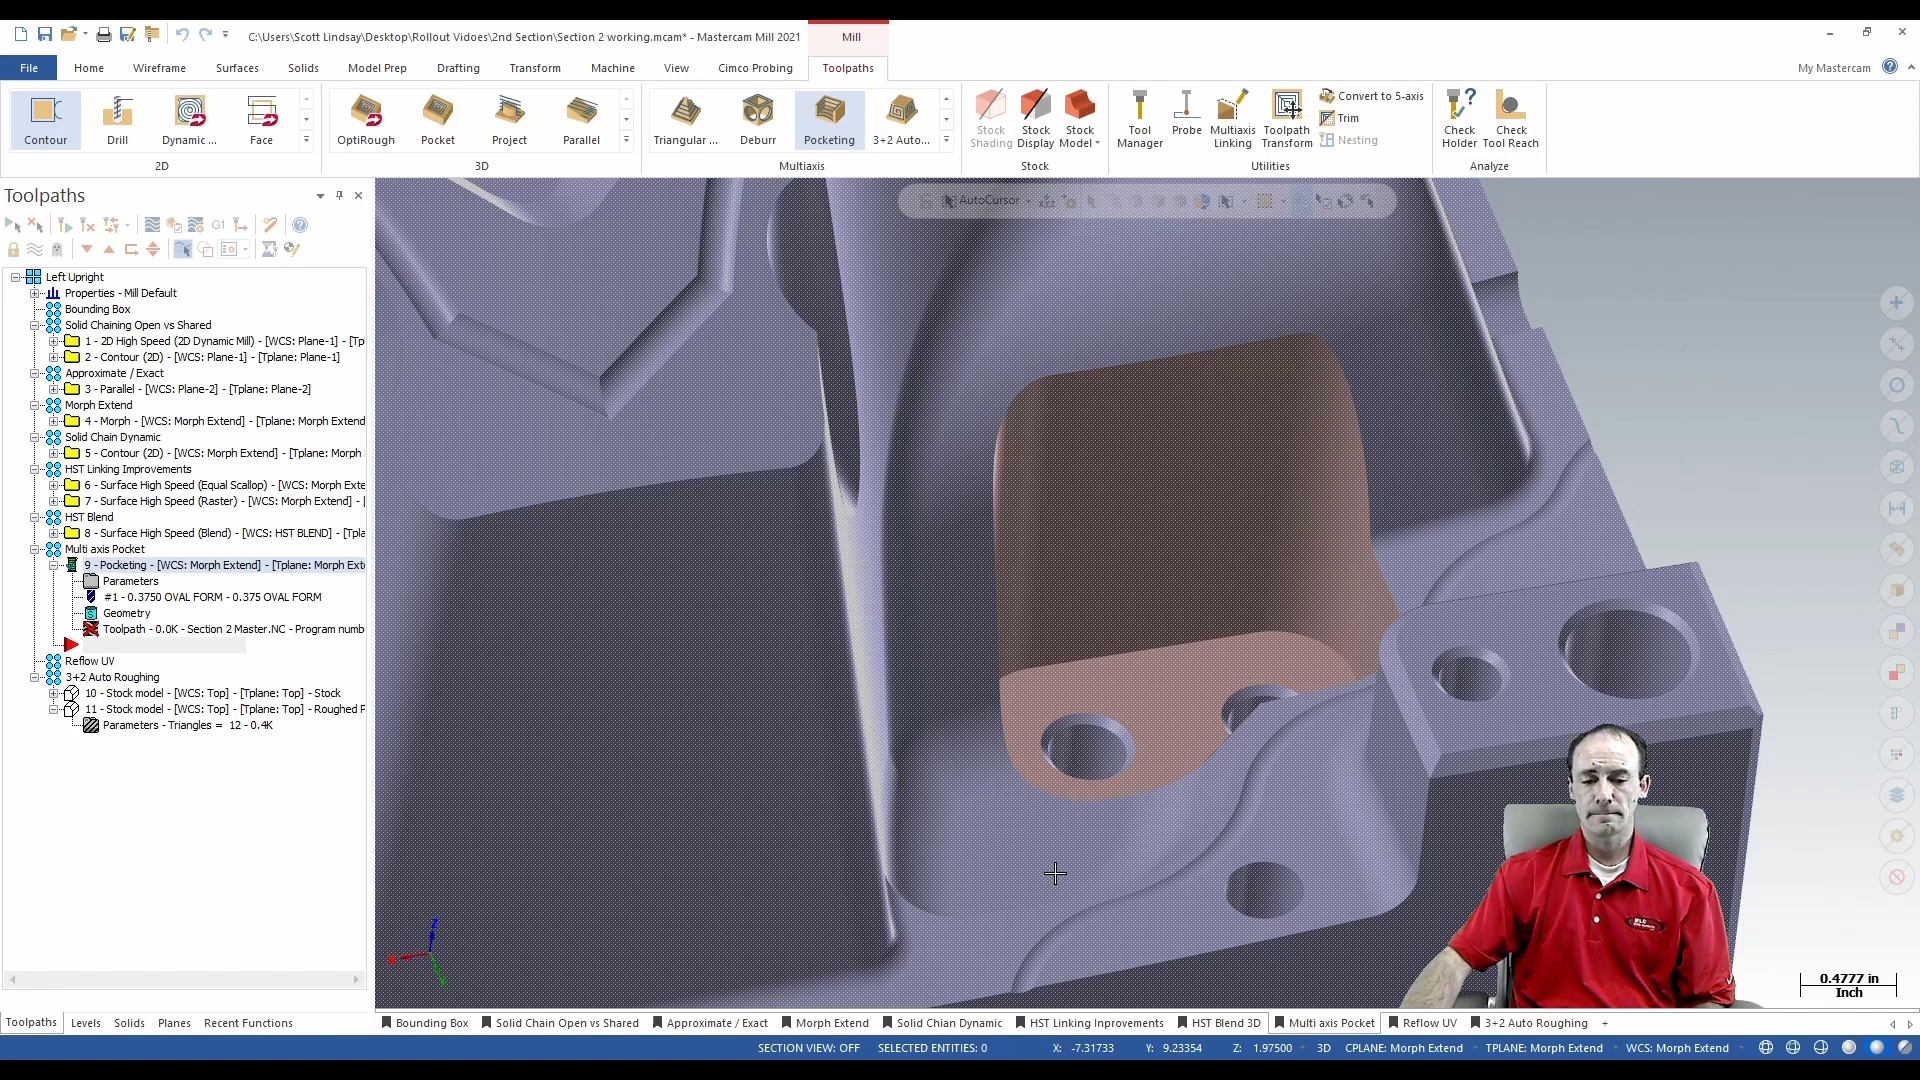 C:\Users\Scott Lindsay\Desktop\Rollout Vidoes\2nd Section\Section 2 working.mcam* - Mastercam Mill 2021
Mill
File Home Wireframe Surfaces Solids Model Prep Drafting Transform Machine View Cimco Probing Toolpaths My Mastercam
Contour Drill Dynamic ... Face
2D
OptiRough Pocket Project Parallel
3D
Triangular ... Deburr Pocketing 3+2 Auto...
Multiaxis
Stock Shading
Stock Display
Stock Model
Stock
Tool Manager
Probe
Multiaxis Linking
Toolpath Transform
Convert to 5-axis
Trim
Nesting
Utilities
Check Holder
Check Tool Reach
Analyze
Toolpaths
G1
AutoCursor
XYZ
Left Upright
Properties - Mill Default
Bounding Box
Solid Chaining Open vs Shared
1 - 2D High Speed (2D Dynamic Mill) - [WCS: Plane-1] - [Tp
2 - Contour (2D) - [WCS: Plane-1] - [Tplane: Plane-1]
Approximate / Exact
3 - Parallel - [WCS: Plane-2] - [Tplane: Plane-2]
Morph Extend
4 - Morph - [WCS: Morph Extend] - [Tplane: Morph Extend
Solid Chain Dynamic
5 - Contour (2D) - [WCS: Morph Extend] - [Tplane: Morph
HST Linking Improvements
6 - Surface High Speed (Equal Scallop) - [WCS: Morph Exte
7 - Surface High Speed (Raster) - [WCS: Morph Extend] - [
HST Blend
8 - Surface High Speed (Blend) - [WCS: HST BLEND] - [Tpla
Multi axis Pocket
9 - Pocketing - [WCS: Morph Extend] - [Tplane: Morph Exte
Parameters
#1 - 0.3750 OVAL FORM - 0.375 OVAL FORM
Geometry
Toolpath - 0.0K - Section 2 Master.NC - Program numb
Reflow UV
3+2 Auto Roughing
10 - Stock model - [WCS: Top] - [Tplane: Top] - Stock
11 - Stock model - [WCS: Top] - [Tplane: Top] - Roughed P
Parameters - Triangles = 12 - 0.4K
Z
X
Y
0.4777 in
Inch
Toolpaths Levels Solids Planes Recent Functions
Bounding Box Solid Chain Open vs Shared Approximate / Exact Morph Extend Solid Chian Dynamic HST Linking Inprovements HST Blend 3D Multi axis Pocket Reflow UV 3+2 Auto Roughing +
SECTION VIEW: OFF SELECTED ENTITIES: 0 X: -7.31733 Y: 9.23354 Z: 1.97500 3D CPLANE: Morph Extend TPLANE: Morph Extend WCS: Morph Extend